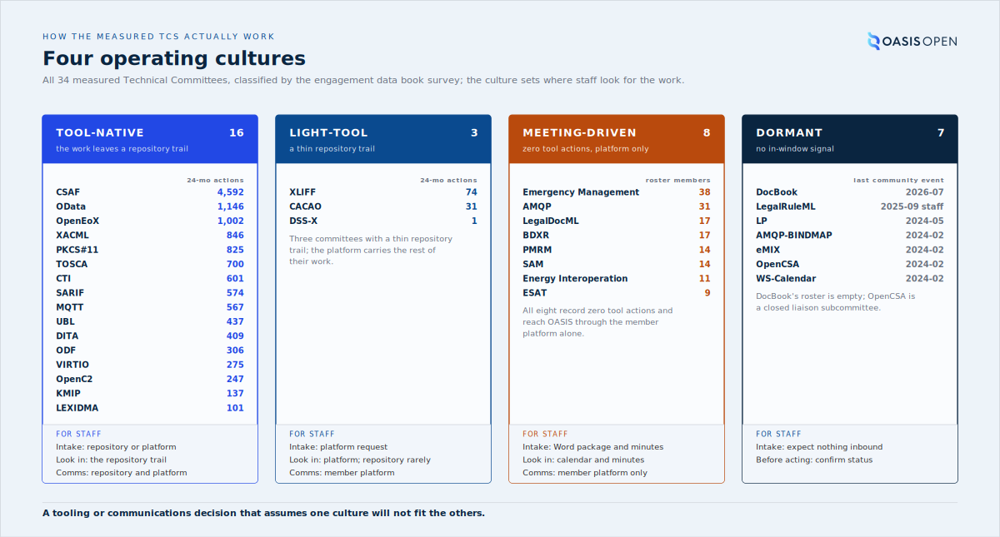 HOW THE MEASURED TCS ACTUALLY WORK
OASIS OPEN
Four operating cultures
All 34 measured Technical Committees, classified by the engagement data book survey; the culture sets where staff look for the work.
TOOL-NATIVE 16
the work leaves a repository trail
24-mo actions
CSAF 4,592
OData 1,146
OpenEoX 1,002
XACML 846
PKCS#11 825
TOSCA 700
CTI 601
SARIF 574
MQTT 567
UBL 437
DITA 409
ODF 306
VIRTIO 275
OpenC2 247
KMIP 137
LEXIDMA 101
FOR STAFF
Intake: repository or platform
Look in: the repository trail
Comms: repository and platform
LIGHT-TOOL 3
a thin repository trail
24-mo actions
XLIFF 74
CACAO 31
DSS-X 1
Three committees with a thin repository
trail; the platform carries the rest of
their work.
FOR STAFF
Intake: platform request
Look in: platform; repository rarely
Comms: member platform
MEETING-DRIVEN 8
zero tool actions, platform only
roster members
Emergency Management 38
AMQP 31
LegalDocML 17
BDXR 17
PMRM 14
SAM 14
Energy Interoperation 11
ESAT 9
All eight record zero tool actions and
reach OASIS through the member
platform alone.
FOR STAFF
Intake: Word package and minutes
Look in: calendar and minutes
Comms: member platform only
DORMANT 7
no in-window signal
last community event
DocBook 2026-07
LegalRuleML 2025-09 staff
LP 2024-05
AMQP-BINDMAP 2024-02
eMIX 2024-02
OpenCSA 2024-02
WS-Calendar 2024-02
DocBook's roster is empty; OpenCSA is
a closed liaison subcommittee.
FOR STAFF
Intake: expect nothing inbound
Before acting: confirm status
A tooling or communications decision that assumes one culture will not fit the others.